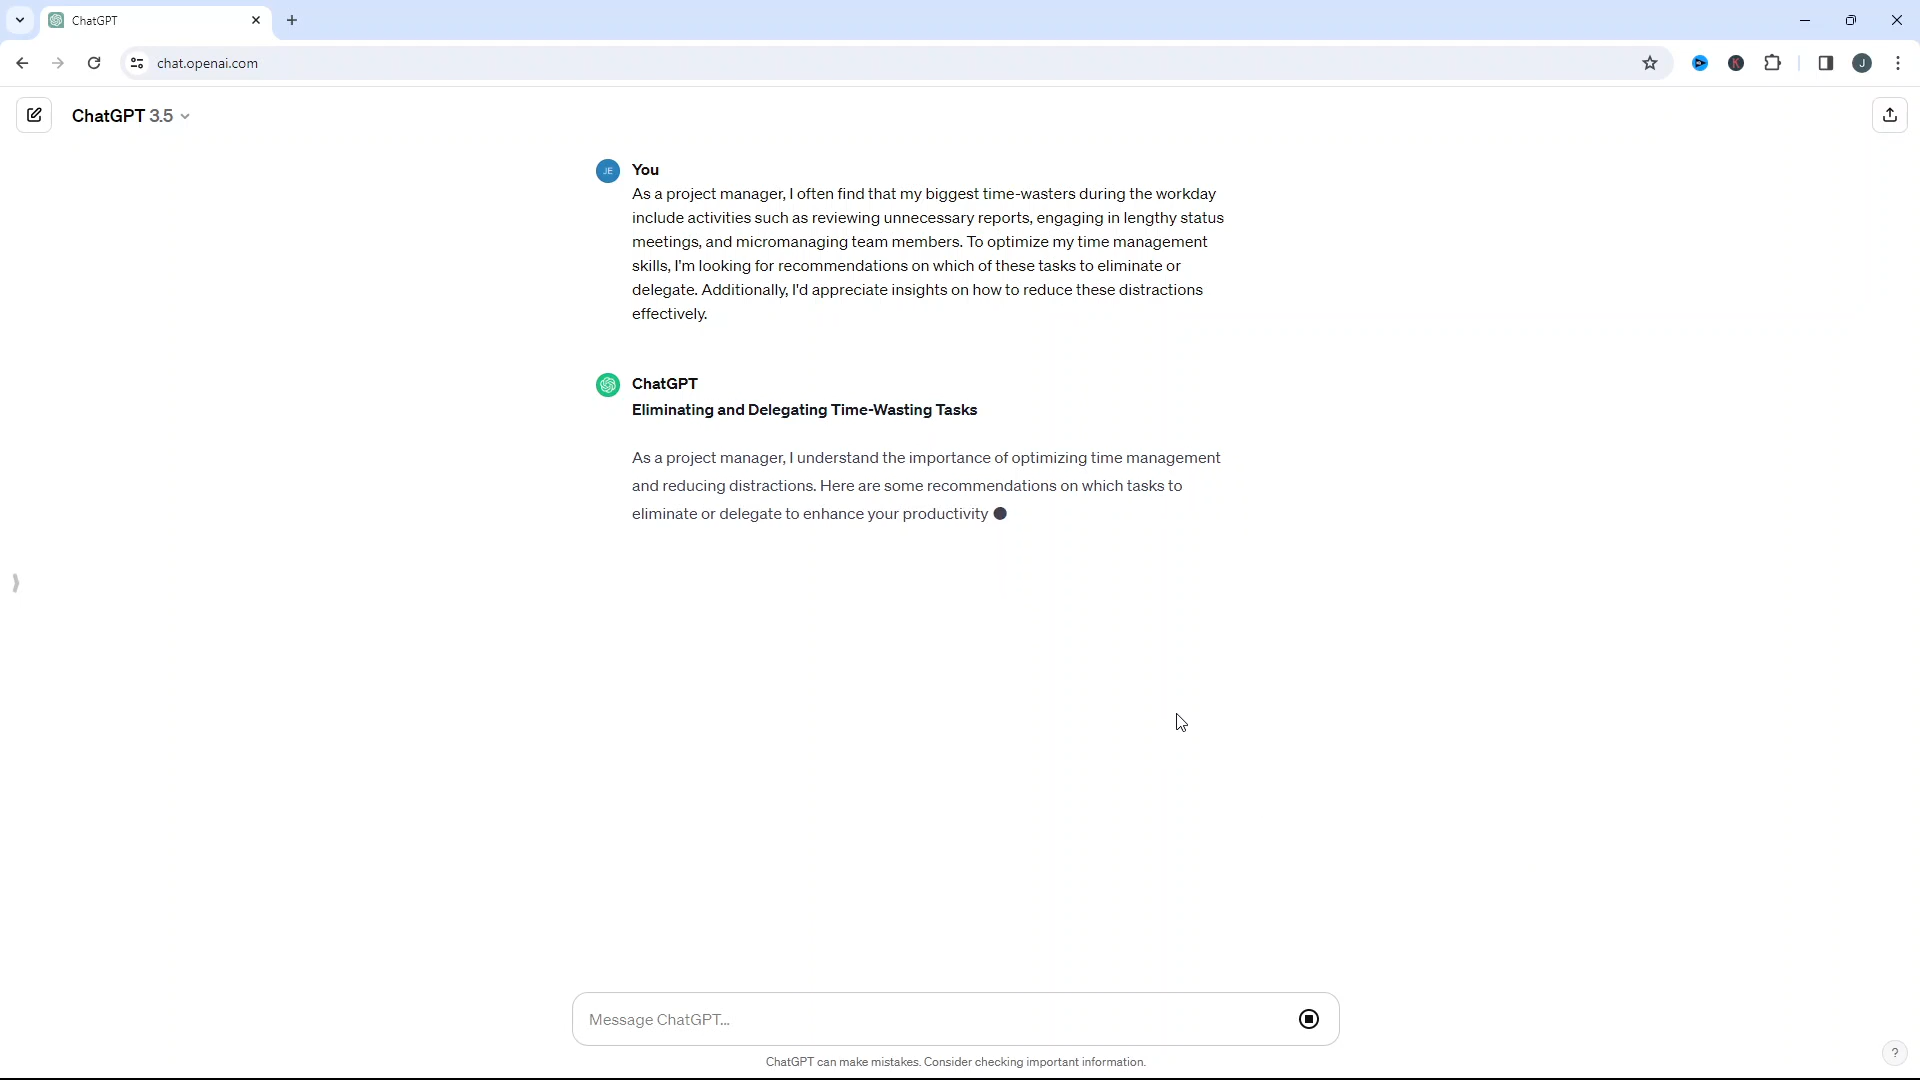 ChatGPT
chat.openai.com
K
J
ChatGPT 3.5
JE
You
As a project manager, I often find that my biggest time-wasters during the workday
include activities such as reviewing unnecessary reports, engaging in lengthy status
meetings, and micromanaging team members. To optimize my time management
skills, I'm looking for recommendations on which of these tasks to eliminate or
delegate. Additionally, I'd appreciate insights on how to reduce these distractions
effectively.
ChatGPT
Eliminating and Delegating Time-Wasting Tasks
As a project manager, I understand the importance of optimizing time management
and reducing distractions. Here are some recommendations on which tasks to
eliminate or delegate to enhance your productivity
Message ChatGPT...
ChatGPT can make mistakes. Consider checking important information.
?